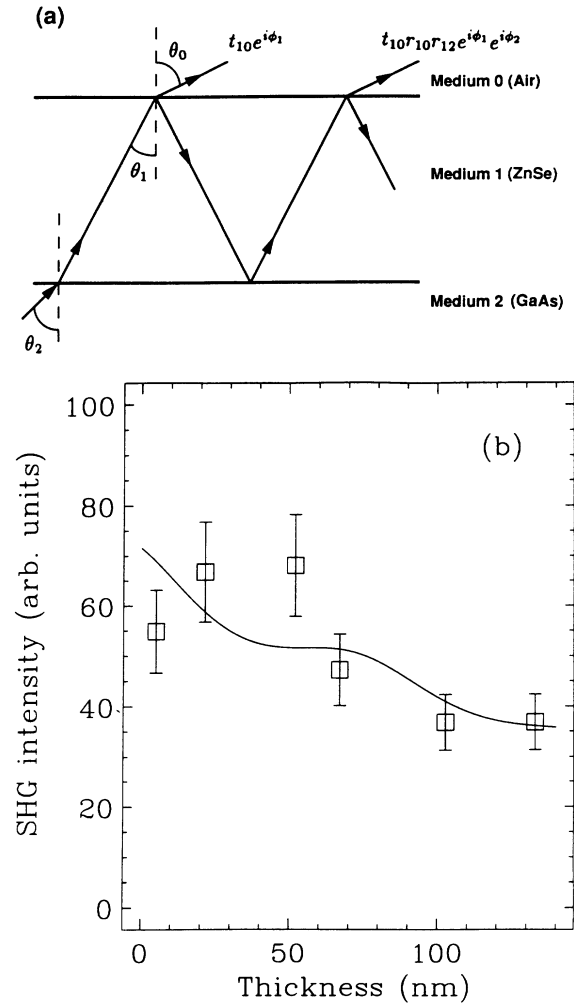 (a)
θ₀
t₁₀e^{iϕ₁}
t₁₀r₁₀r₁₂e^{iϕ₁}e^{iϕ₂}
Medium 0 (Air)
θ₁
Medium 1 (ZnSe)
θ₂
Medium 2 (GaAs)
(b)
SHG intensity (arb. units)
100
80
60
40
20
0
0 50 100
Thickness (nm)